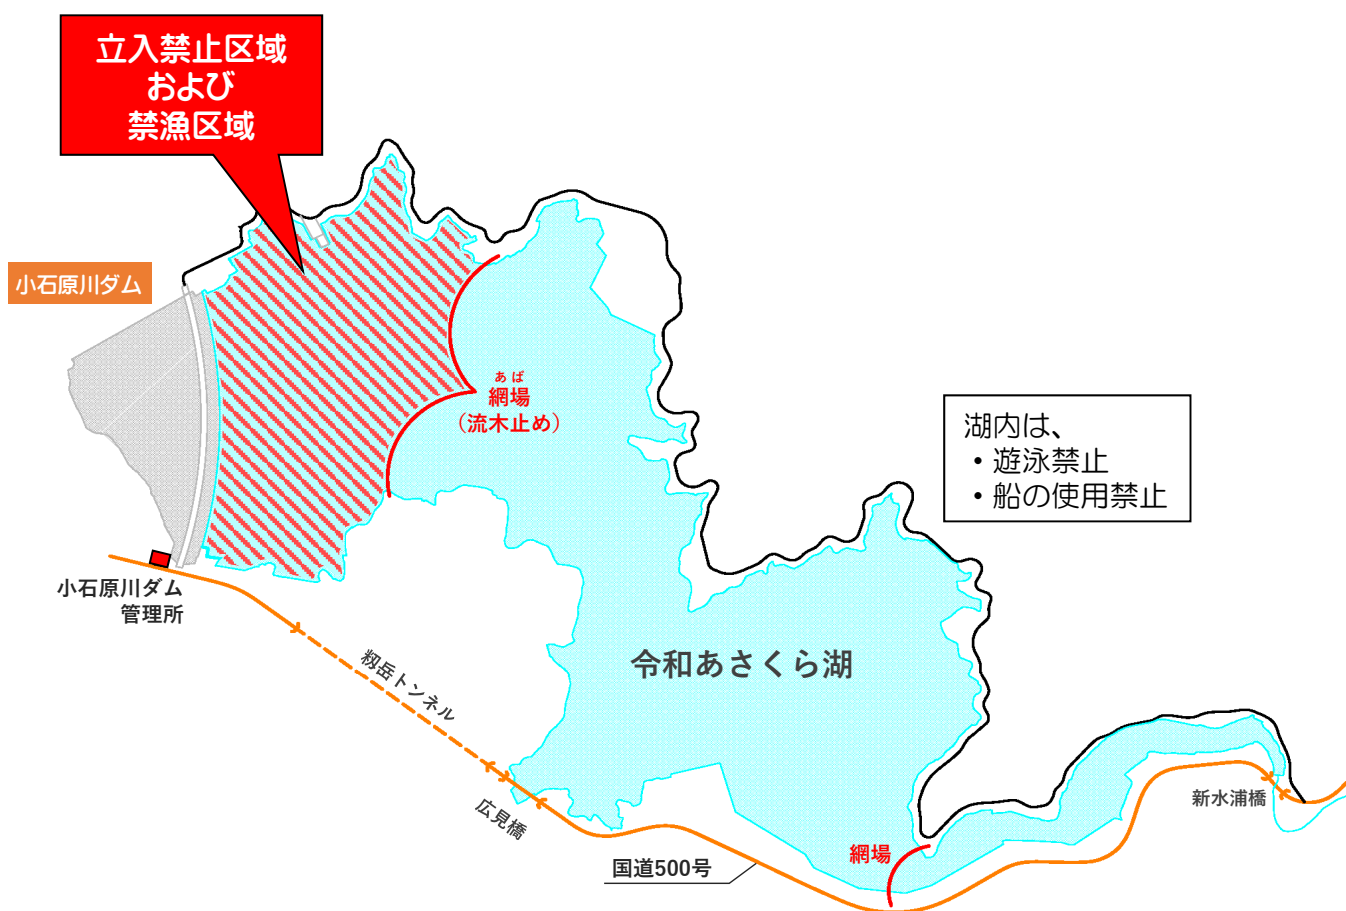 立入禁止区域
および
禁漁区域
小石原川ダム
あば
網場
(流木止め)
湖内は、
・遊泳禁止
・船の使用禁止
小石原川ダム
管理所
籾岳トンネル
令和あさくら湖
広見橋
新水浦橋
網場
国道500号